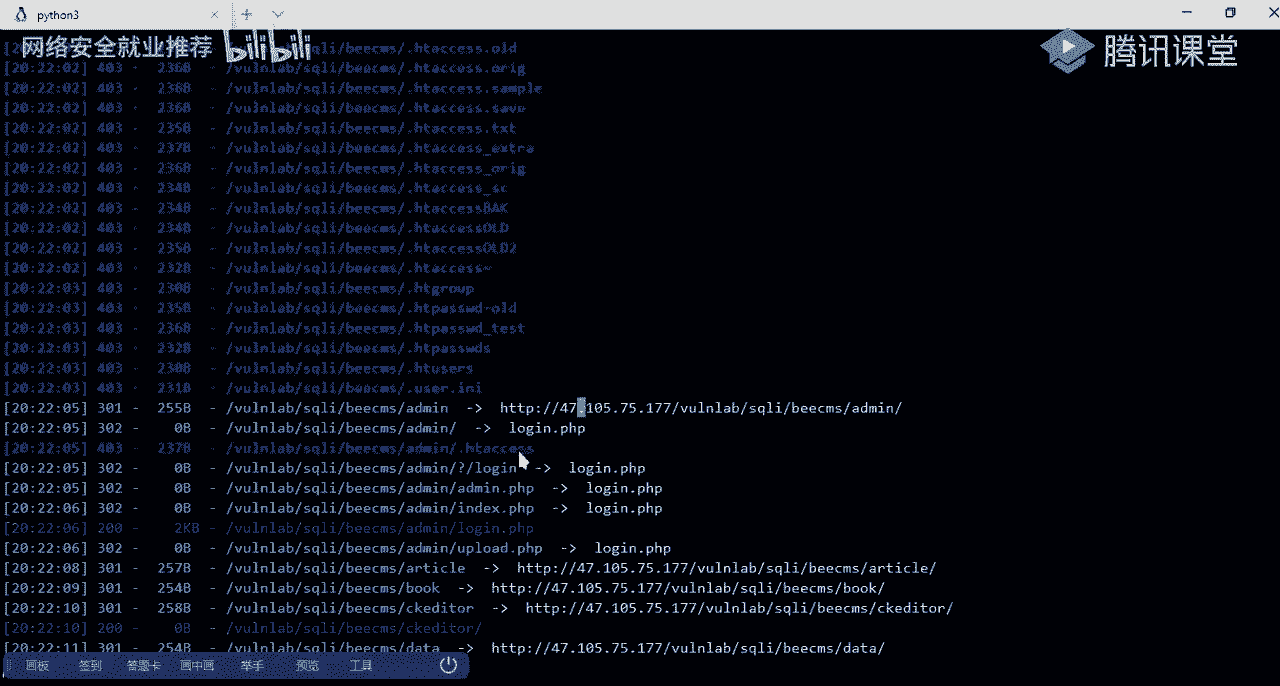 python3
网络安全就业推荐 bilibili
腾讯课堂
[20:22:02] 403 - 236B - /vulnlab/sqli/beecms/.htaccess.old
[20:22:02] 403 - 236B - /vulnlab/sqli/beecms/.htaccess.orig
[20:22:02] 403 - 236B - /vulnlab/sqli/beecms/.htaccess.sample
[20:22:02] 403 - 236B - /vulnlab/sqli/beecms/.htaccess.save
[20:22:02] 403 - 235B - /vulnlab/sqli/beecms/.htaccess.txt
[20:22:02] 403 - 237B - /vulnlab/sqli/beecms/.htaccess_extra
[20:22:02] 403 - 236B - /vulnlab/sqli/beecms/.htaccess_orig
[20:22:02] 403 - 234B - /vulnlab/sqli/beecms/.htaccess_sc
[20:22:02] 403 - 234B - /vulnlab/sqli/beecms/.htaccessBAK
[20:22:02] 403 - 234B - /vulnlab/sqli/beecms/.htaccessOLD
[20:22:02] 403 - 235B - /vulnlab/sqli/beecms/.htaccessOLD2
[20:22:02] 403 - 232B - /vulnlab/sqli/beecms/.htaccess~
[20:22:03] 403 - 230B - /vulnlab/sqli/beecms/.htgroup
[20:22:03] 403 - 235B - /vulnlab/sqli/beecms/.htpasswd-old
[20:22:03] 403 - 236B - /vulnlab/sqli/beecms/.htpasswd_test
[20:22:03] 403 - 232B - /vulnlab/sqli/beecms/.htpasswds
[20:22:03] 403 - 230B - /vulnlab/sqli/beecms/.htusers
[20:22:03] 403 - 231B - /vulnlab/sqli/beecms/.user.ini
[20:22:05] 301 - 255B - /vulnlab/sqli/beecms/admin -> http://47.105.75.177/vulnlab/sqli/beecms/admin/
[20:22:05] 302 - 0B - /vulnlab/sqli/beecms/admin/ -> login.php
[20:22:05] 403 - 237B - /vulnlab/sqli/beecms/admin/.htaccess
[20:22:05] 302 - 0B - /vulnlab/sqli/beecms/admin/?/login -> login.php
[20:22:05] 302 - 0B - /vulnlab/sqli/beecms/admin/admin.php -> login.php
[20:22:06] 302 - 0B - /vulnlab/sqli/beecms/admin/index.php -> login.php
[20:22:06] 200 - 2KB - /vulnlab/sqli/beecms/admin/login.php
[20:22:06] 302 - 0B - /vulnlab/sqli/beecms/admin/upload.php -> login.php
[20:22:08] 301 - 257B - /vulnlab/sqli/beecms/article -> http://47.105.75.177/vulnlab/sqli/beecms/article/
[20:22:09] 301 - 254B - /vulnlab/sqli/beecms/book -> http://47.105.75.177/vulnlab/sqli/beecms/book/
[20:22:10] 301 - 258B - /vulnlab/sqli/beecms/ckeditor -> http://47.105.75.177/vulnlab/sqli/beecms/ckeditor/
[20:22:10] 200 - 0B - /vulnlab/sqli/beecms/ckeditor/
[20:22:11] 301 - 254B - /vulnlab/sqli/beecms/data -> http://47.105.75.177/vulnlab/sqli/beecms/data/
画板 签到 答题卡 画中画 举手 预览 工具